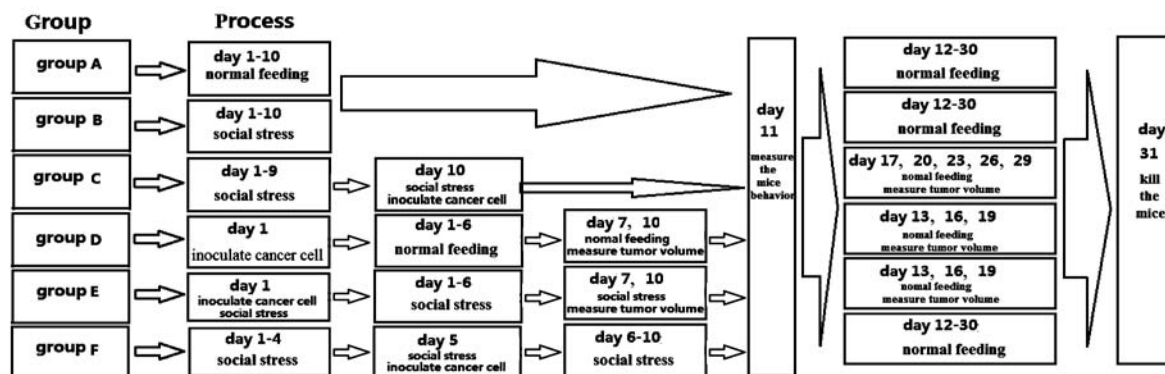 Group Process
group A
day 1-10
normal feeding
group B
day 1-10
social stress
group C
day 1-9
social stress
day 10
social stress
inoculate cancer cell
group D
day 1
inoculate cancer cell
day 1-6
normal feeding
day 7, 10
nomal feeding
measure tumor volume
group E
day 1
inoculate cancer cell
social stress
day 1-6
social stress
day 7, 10
social stress
measure tumor volume
group F
day 1-4
social stress
day 5
social stress
inoculate cancer cell
day 6-10
social stress
day
11
measure
the
mice
behavior
day 12-30
normal feeding
day 12-30
normal feeding
day 17, 20, 23, 26, 29
nomal feeding
measure tumor volume
day 13, 16, 19
nomal feeding
measure tumor volume
day 13, 16, 19
nomal feeding
measure tumor volume
day 12-30
normal feeding
day
31
kill
the
mice